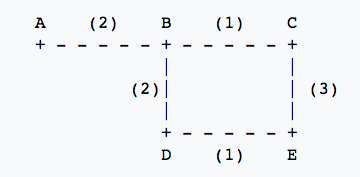 A (2) B (1) C
+ - - - - - + - - - - - +
| |
(2)| | (3)
| |
+ - - - - - +
D (1) E